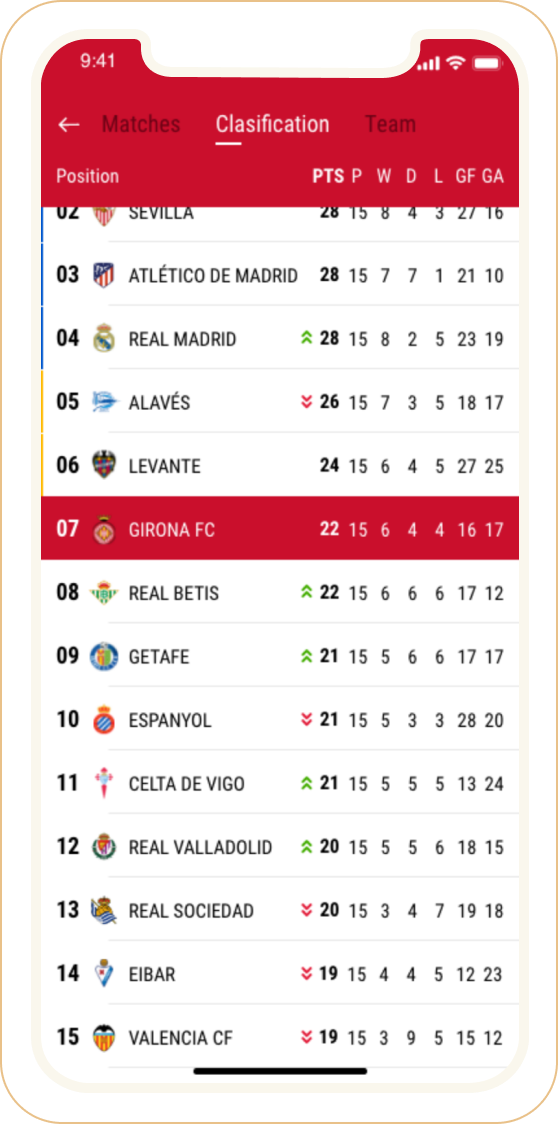 9:41
Matches Clasification Team
Position PTS P W D L GF GA
02 SEVILLA 28 15 8 4 3 27 16
03 ATLÉTICO DE MADRID 28 15 7 7 1 21 10
04 REAL MADRID 28 15 8 2 5 23 19
05 ALAVÉS 26 15 7 3 5 18 17
06 LEVANTE 24 15 6 4 5 27 25
07 GIRONA FC 22 15 6 4 4 16 17
08 REAL BETIS 22 15 6 6 6 17 12
09 GETAFE 21 15 5 6 6 17 17
10 ESPANYOL 21 15 5 3 3 28 20
11 CELTA DE VIGO 21 15 5 5 5 13 24
12 REAL VALLADOLID 20 15 5 5 6 18 15
13 REAL SOCIEDAD 20 15 3 4 7 19 18
14 EIBAR 19 15 4 4 5 12 23
15 VALENCIA CF 19 15 3 9 5 15 12